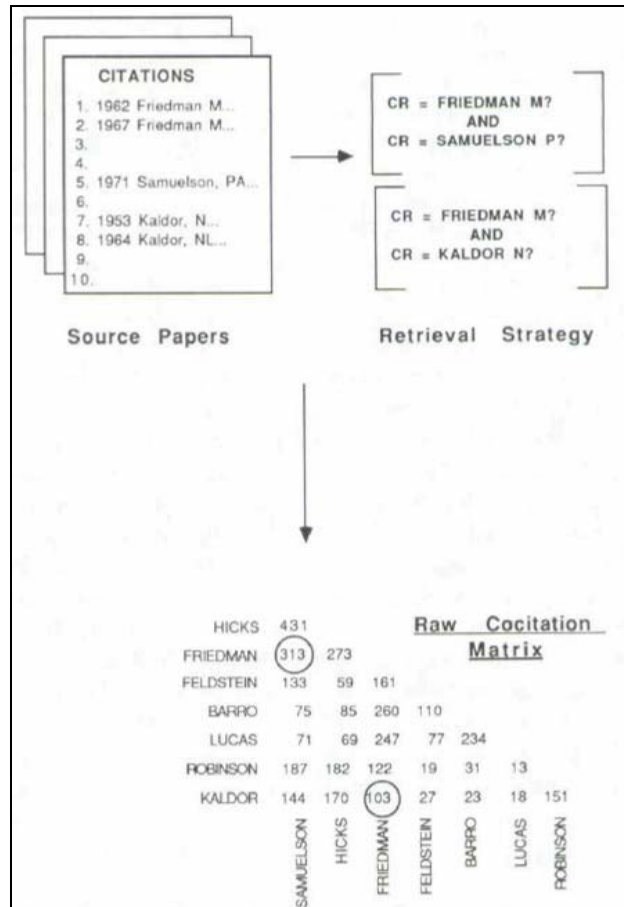 CITATIONS
1. 1962 Friedman M...
2. 1967 Friedman M...
3.
4.
5. 1971 Samuelson, PA...
6.
7. 1953 Kaldor, N...
8. 1964 Kaldor, NL...
9.
10.
Source Papers
CR = FRIEDMAN M?
AND
CR = SAMUELSON P?
CR = FRIEDMAN M?
AND
CR = KALDOR N?
Retrieval Strategy
Raw Cocitation
Matrix
HICKS 431
FRIEDMAN 313 273
FELDSTEIN 133 59 161
BARRO 75 85 260 110
LUCAS 71 69 247 77 234
ROBINSON 187 182 122 19 31 13
KALDOR 144 170 103 27 23 18 151
SAMUELSON
HICKS
FRIEDMAN
FELDSTEIN
BARRO
LUCAS
ROBINSON